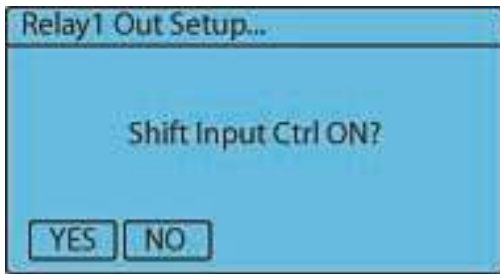 Relay1 Out Setup...
Shift Input Ctrl ON?
YES NO